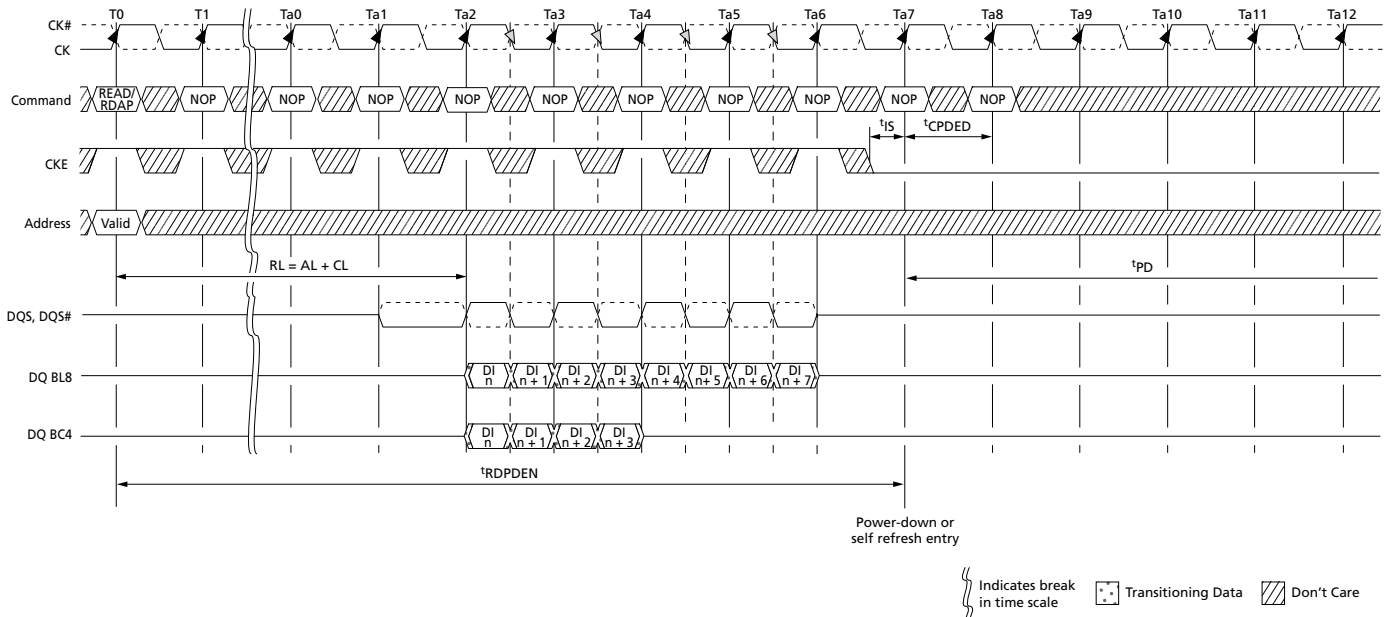 T0 T1 Ta0 Ta1 Ta2 Ta3 Ta4 Ta5 Ta6 Ta7 Ta8 Ta9 Ta10 Ta11 Ta12
CK#
CK
Command
READ/
RDAP
NOP NOP NOP NOP NOP NOP NOP NOP NOP NOP
tIS
tCPDED
CKE
Address
Valid
RL = AL + CL
tPD
DQS, DQS#
DQ BL8
DI
n
DI
n + 1
DI
n + 2
DI
n + 3
DI
n + 4
DI
n+ 5
DI
n + 6
DI
n + 7
DQ BC4
DI
n
DI
n + 1
DI
n + 2
DI
n + 3
tRDPDEN
Power-down or
self refresh entry
Indicates break
in time scale
Transitioning Data
Don't Care